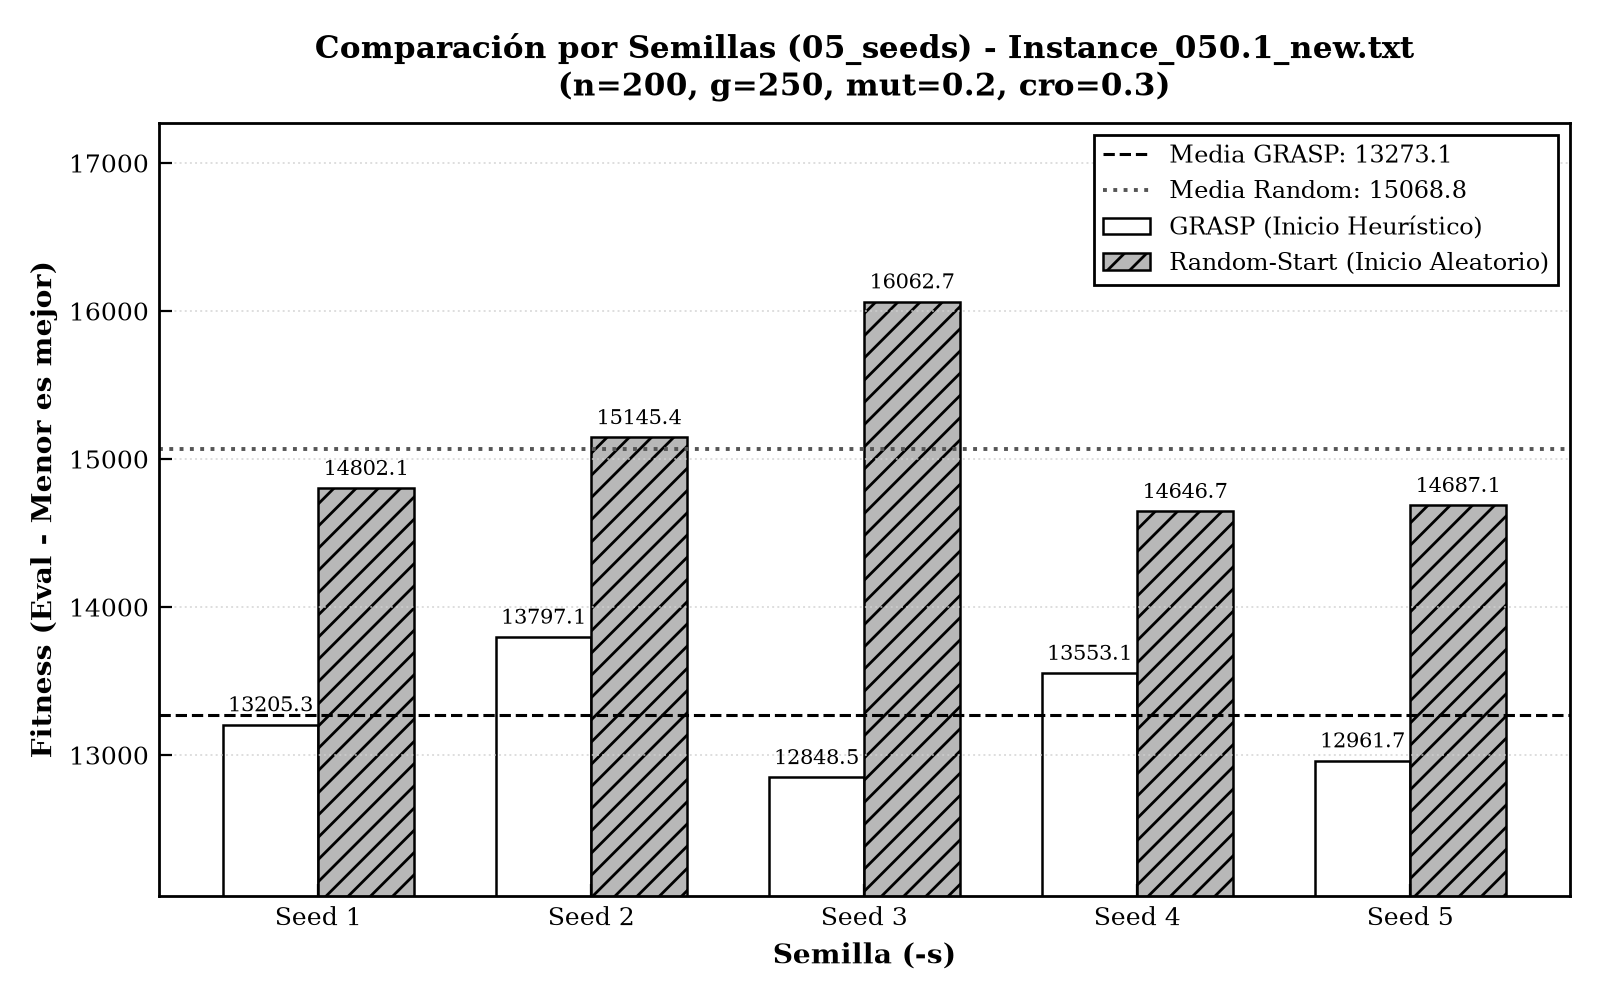 Comparación por Semillas (05_seeds) - Instance_050.1_new.txt
(n=200, g=250, mut=0.2, cro=0.3)
Fitness (Eval - Menor es mejor)
17000
16000
15000
14000
13000
Media GRASP: 13273.1
Media Random: 15068.8
GRASP (Inicio Heurístico)
Random-Start (Inicio Aleatorio)
13205.3
14802.1
13797.1
15145.4
12848.5
16062.7
13553.1
14646.7
12961.7
14687.1
Seed 1
Seed 2
Seed 3
Seed 4
Seed 5
Semilla (-s)